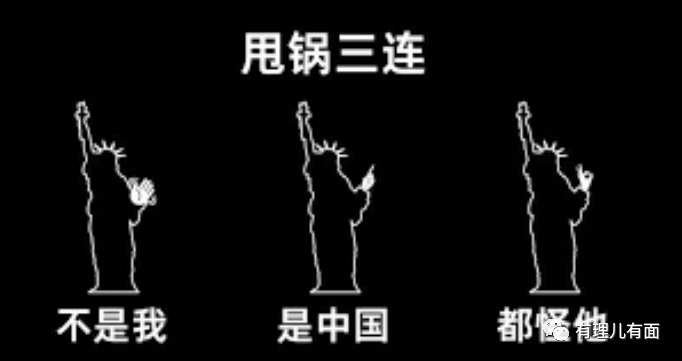 甩锅三连
不是我
是中国
都怪他
有理儿有面